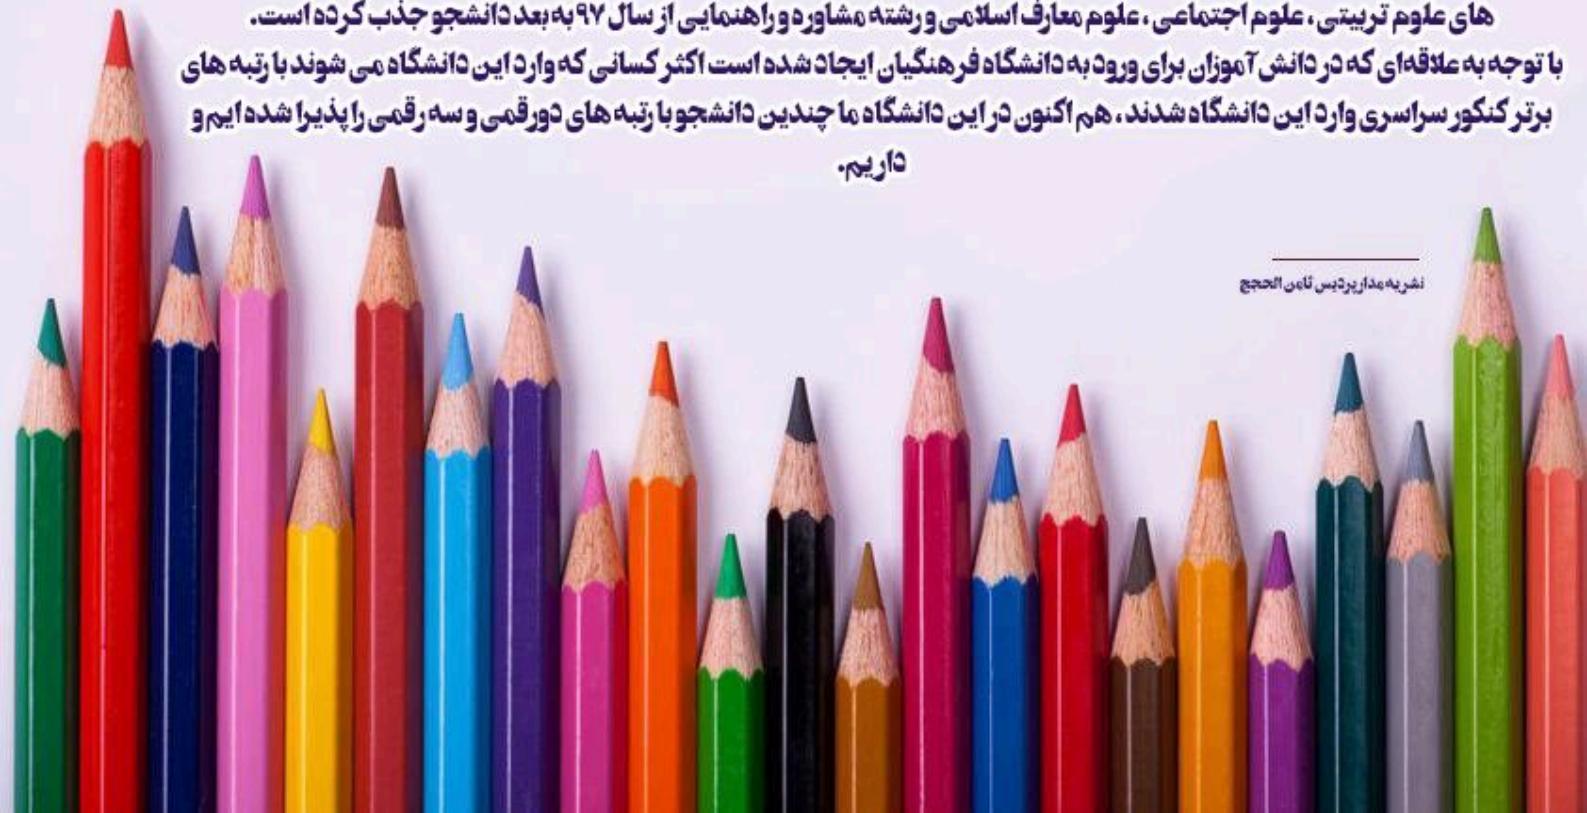 های علوم تربیتی، علوم اجتماعی، علوم معارف اسلامی و رشته مشاوره و راهنمایی از سال ۹۷ به بعد دانشجو جذب کرده است.
با توجه به علاقه‌ای که در دانش آموزان برای ورود به دانشگاه فرهنگیان ایجاد شده است اکثر کسانی که وارد این دانشگاه می شوند با رتبه های
برتر کنکور سراسری وارد این دانشگاه شدند، هم اکنون در این دانشگاه ما چندین دانشجو با رتبه های دورقمی و سه رقمی را پذیرا شده ایم و
داریم.
نشریه مدار پردیس ثامن الحجج